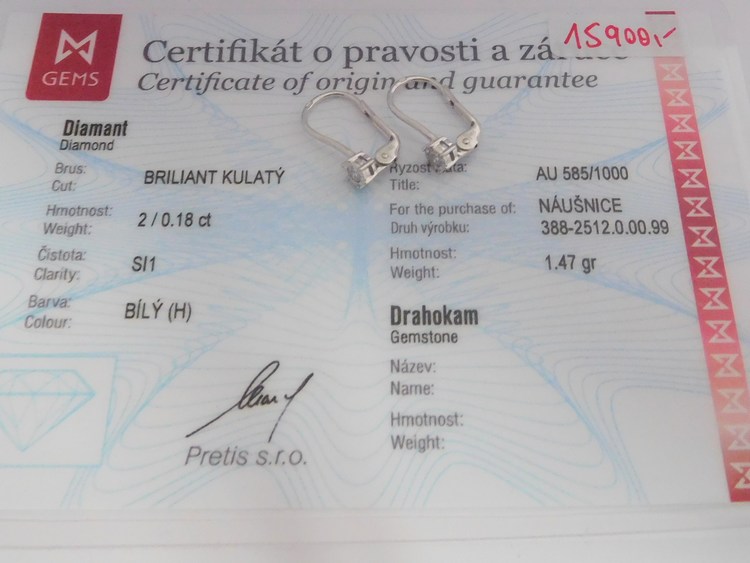 GEMS
Certifikát o pravosti a
15900,-
Certificate of origin and guarantee
Diamant
Diamond
Brus:
Cut:
BRILIANT KULATÝ
Hmotnost:
Weight:
2 / 0.18 ct
Čistota:
Clarity:
SI1
Barva:
Colour:
BÍLÝ (H)
Title:
AU 585/1000
For the purchase of:
Druh výrobku:
NÁUŠNICE
388-2512.0.00.99
Hmotnost:
Weight:
1.47 gr
Drahokam
Gemstone
Název:
Name:
Hmotnost:
Weight:
Pretis s.r.o.